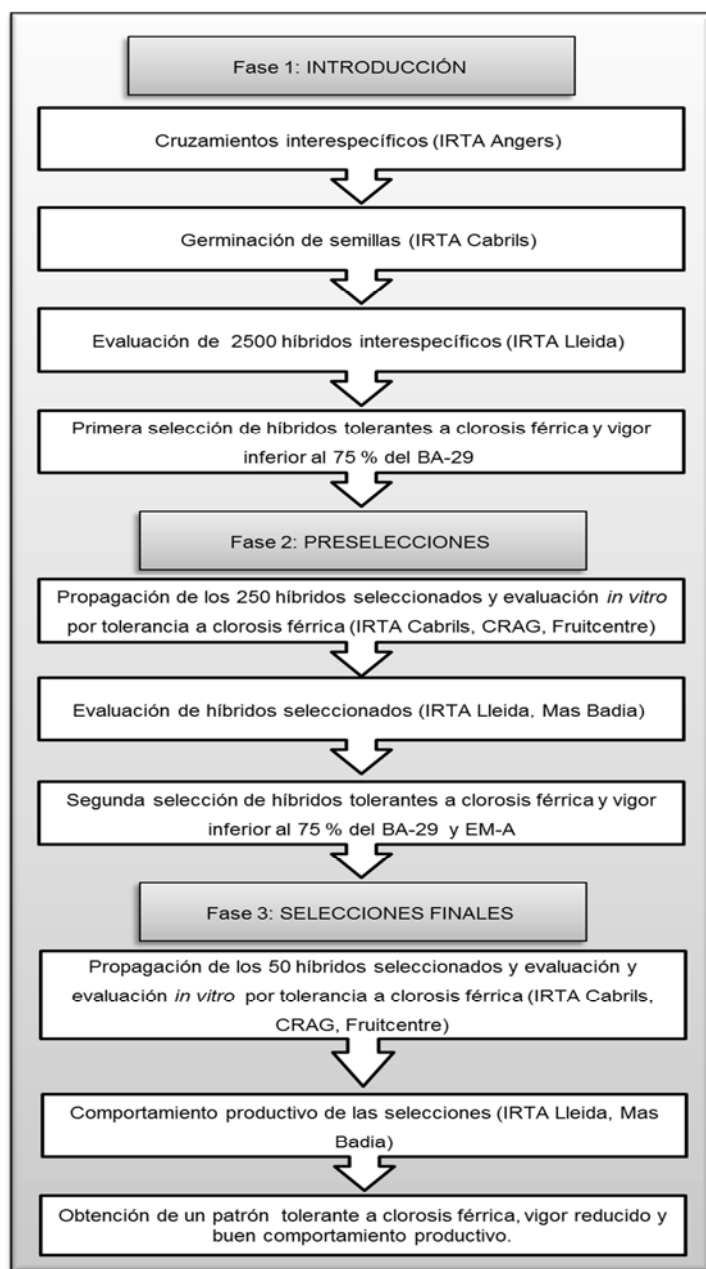 Fase 1: INTRODUCCIÓN
Cruzamientos interespecíficos (IRTA Angers)
Germinación de semillas (IRTA Cabrils)
Evaluación de 2500 híbridos interespecíficos (IRTA Lleida)
Primera selección de híbridos tolerantes a clorosis férrica y vigor
inferior al 75 % del BA-29
Fase 2: PRESELECCIONES
Propagación de los 250 híbridos seleccionados y evaluación in vitro
por tolerancia a clorosis férrica (IRTA Cabrils, CRAG, Fruitcentre)
Evaluación de híbridos seleccionados (IRTA Lleida, Mas Badia)
Segunda selección de híbridos tolerantes a clorosis férrica y vigor
inferior al 75 % del BA-29 y EM-A
Fase 3: SELECCIONES FINALES
Propagación de los 50 híbridos seleccionados y evaluación y
evaluación in vitro por tolerancia a clorosis férrica (IRTA Cabrils,
CRAG, Fruitcentre)
Comportamiento productivo de las selecciones (IRTA Lleida, Mas
Badia)
Obtención de un patrón tolerante a clorosis férrica, vigor reducido y
buen comportamiento productivo.